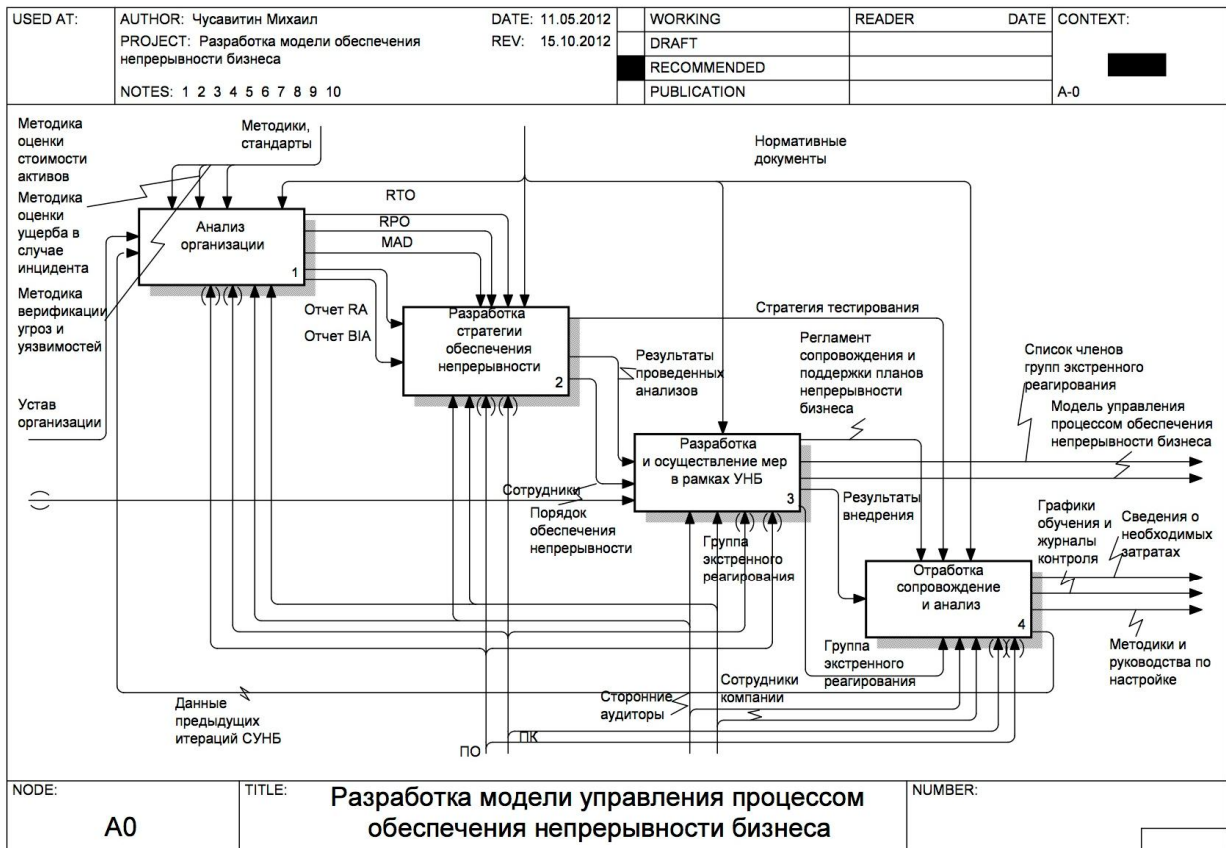 USED AT:
AUTHOR: Чусавитин Михаил
DATE: 11.05.2012
PROJECT: Разработка модели обеспечения
непрерывности бизнеса
REV: 15.10.2012
NOTES: 1 2 3 4 5 6 7 8 9 10
WORKING
DRAFT
RECOMMENDED
PUBLICATION
READER
DATE
CONTEXT:
A-0
Методика
оценки
стоимости
активов
Методика
оценки
ущерба в
случае
инцидента
Методика
верификации
угроз и
уязвимостей
Устав
организации
Методики,
стандарты
Нормативные
документы
Анализ
организации
1
RTO
RPO
MAD
Отчет RA
Отчет BIA
Разработка
стратегии
обеспечения
непрерывности
2
Стратегия тестирования
Результаты
проведенных
анализов
Регламент
сопровождения и
поддержки планов
непрерывности
бизнеса
Список членов
групп экстренного
реагирования
Модель управления
процессом обеспечения
непрерывности бизнеса
Разработка
и осуществление мер
в рамках УНБ
3
Сотрудники
Порядок
обеспечения
непрерывности
Группа
экстренного
реагирования
Результаты
внедрения
Графики
обучения и
журналы
контроля
Сведения о
необходимых
затратах
Отработка
сопровождение
и анализ
4
Группа
экстренного
реагирования
Методики и
руководства по
настройке
Данные
предыдущих
итераций СУНБ
Сторонние
аудиторы
Сотрудники
компании
ПО
ПК
NODE:
A0
TITLE:
Разработка модели управления процессом
обеспечения непрерывности бизнеса
NUMBER: